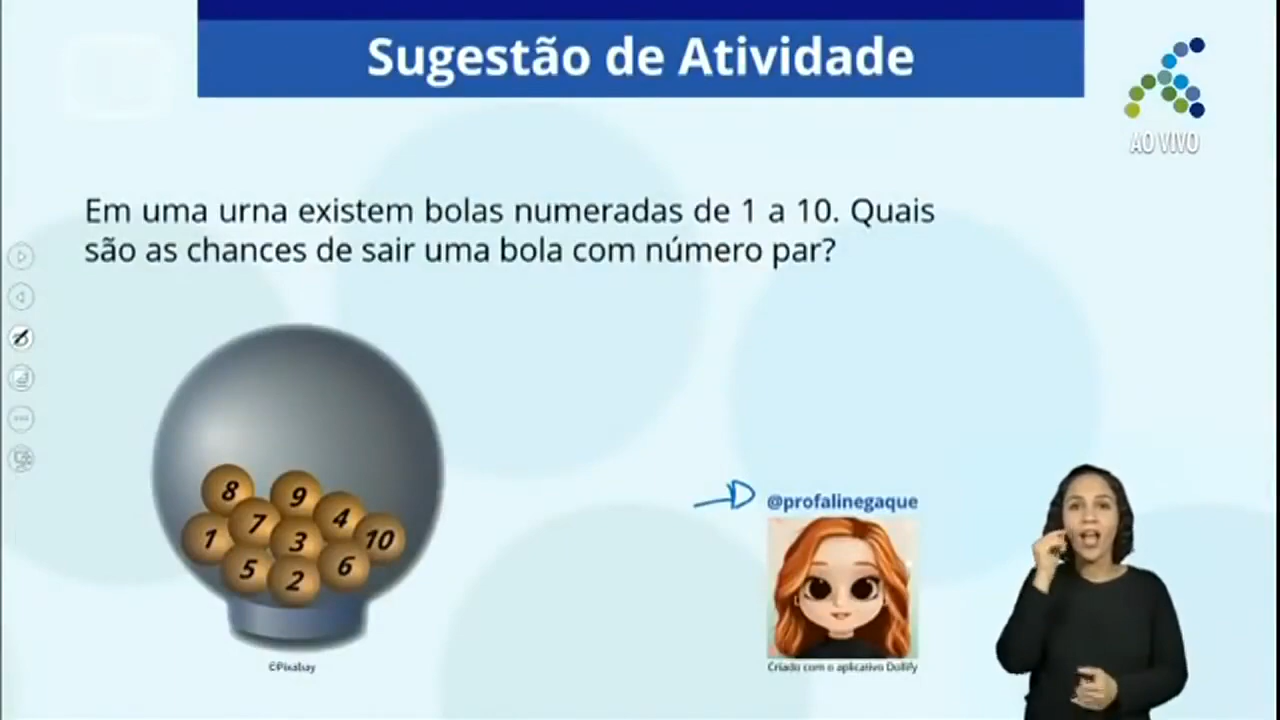 Sugestão de Atividade
AO VIVO
Em uma urna existem bolas numeradas de 1 a 10. Quais
são as chances de sair uma bola com número par?
8
9
7
4
1
3
10
5
2
6
@profalinegaque
©Pixabay
Criado com o aplicativo Dollify